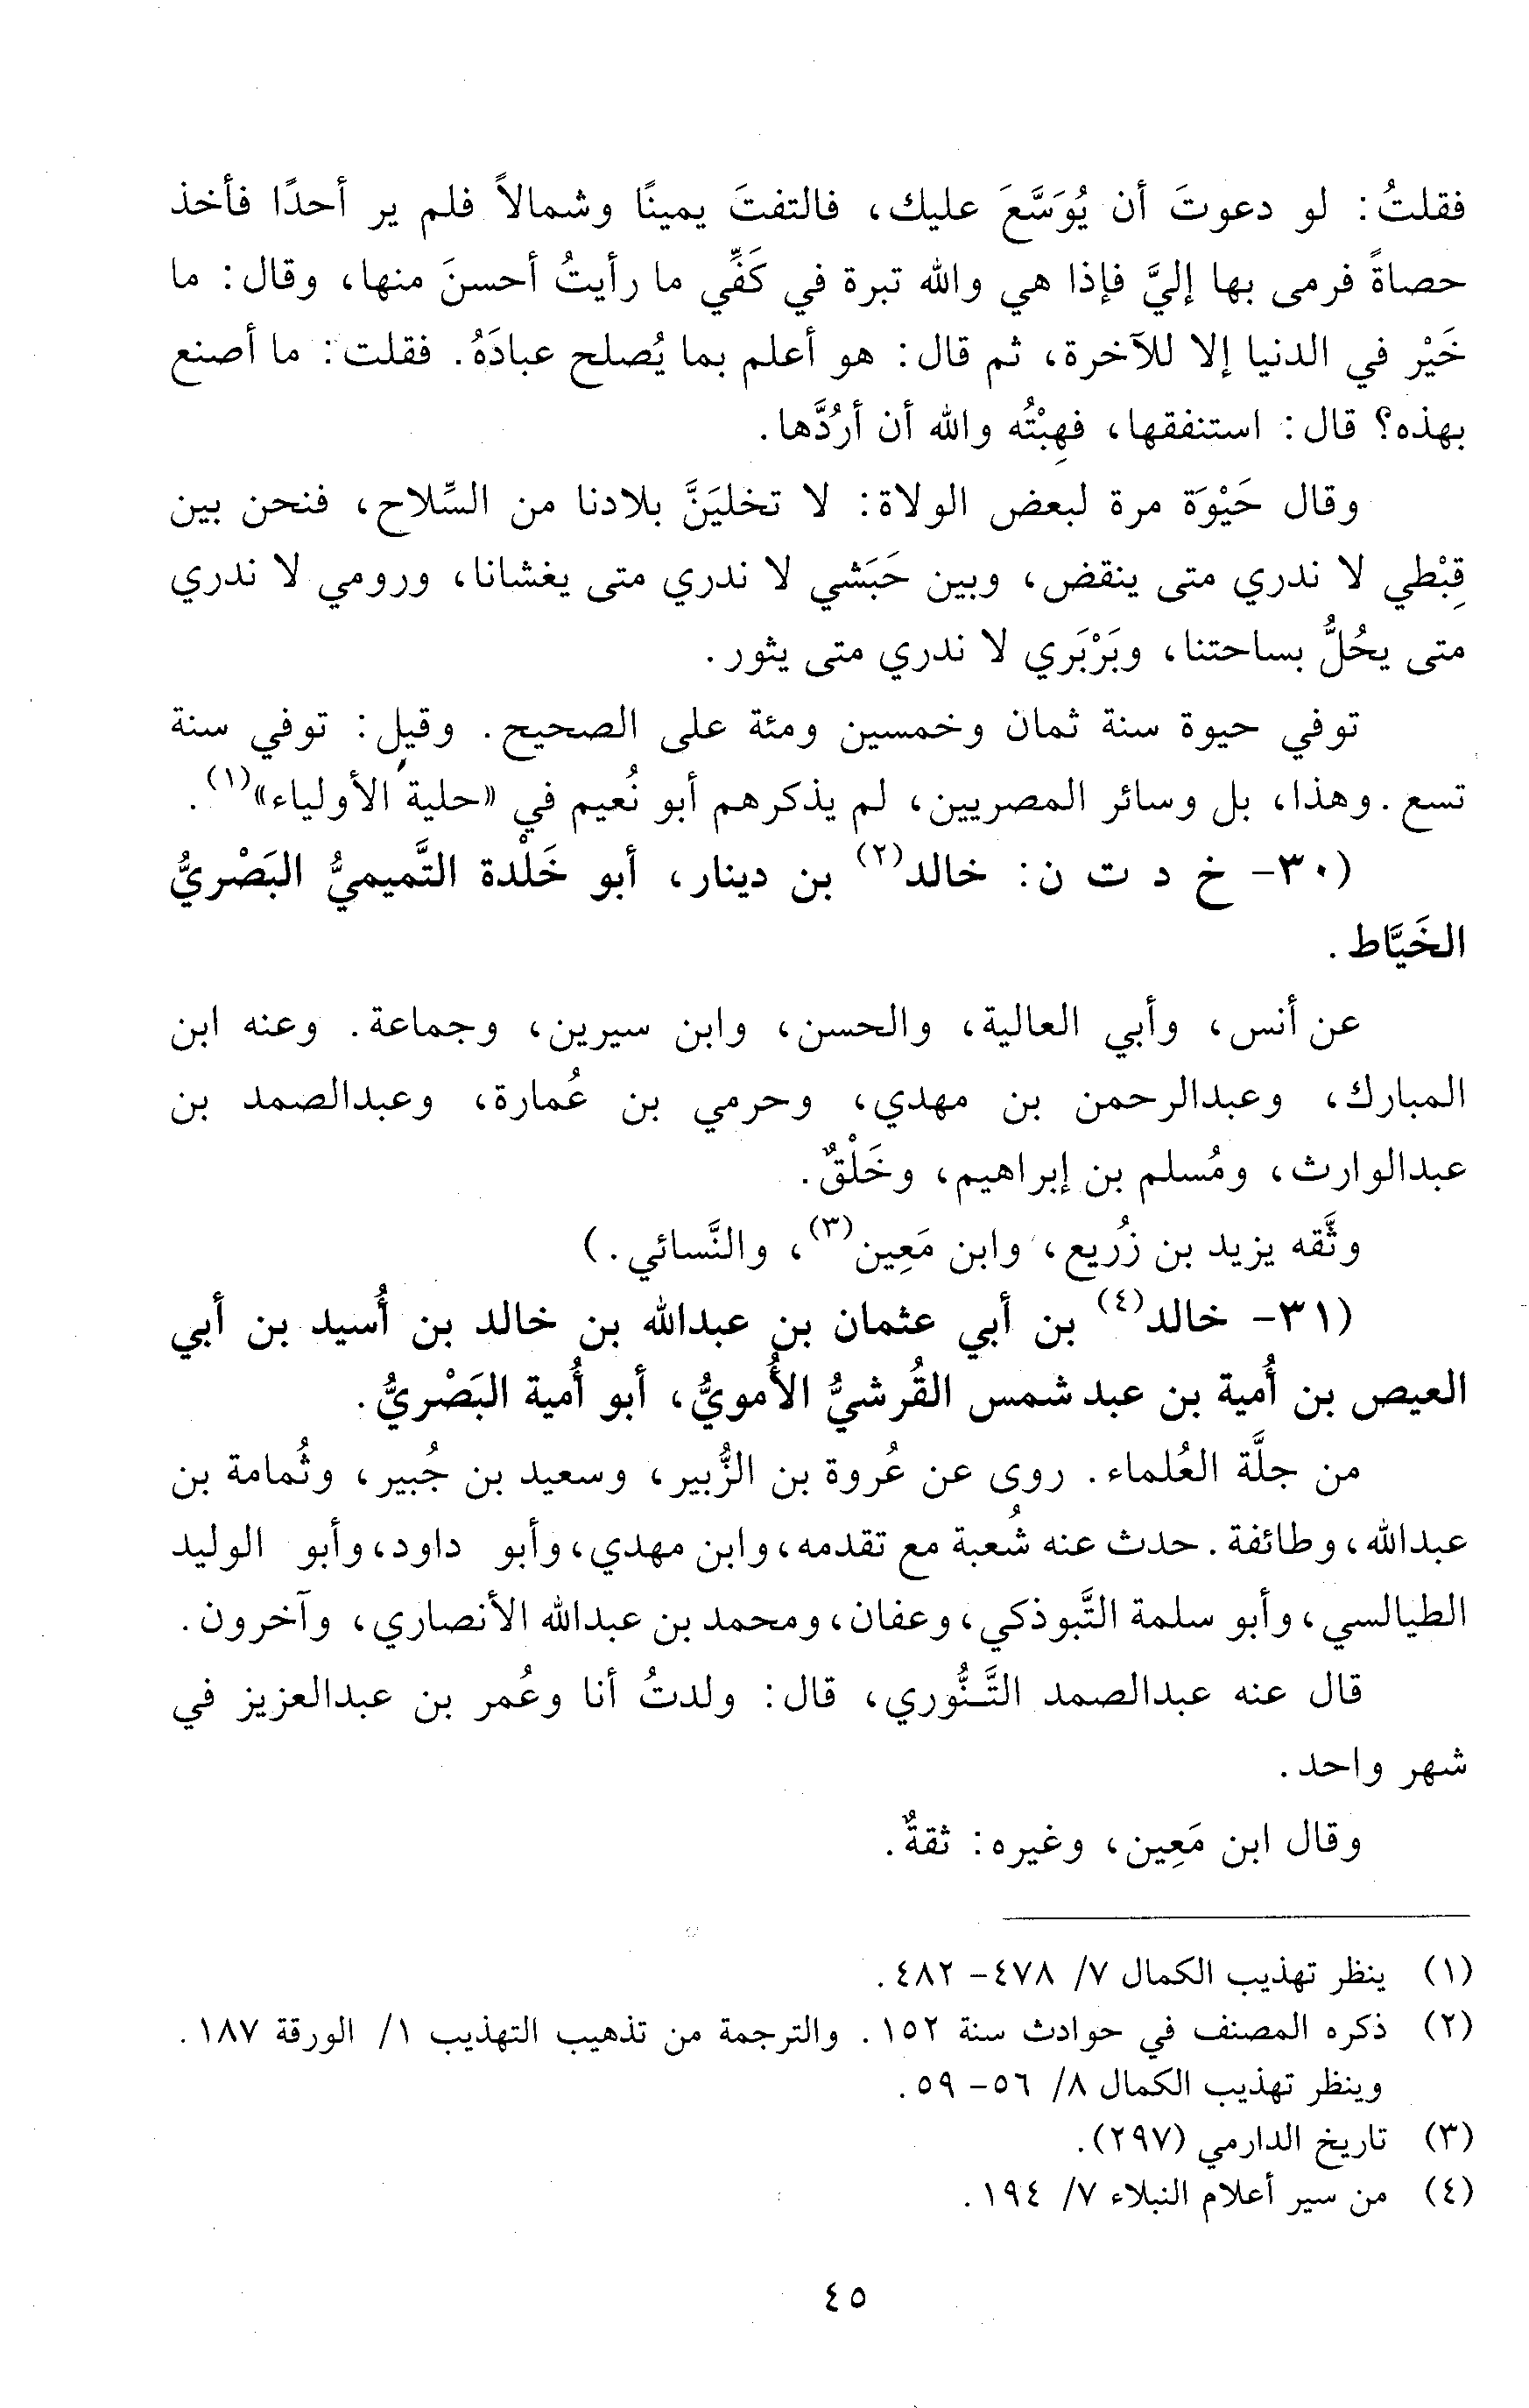 فقلتُ: لو دعوتَ أن يُوَسَّعَ عليك، فالتفتَ يمينًا وشمالاً فلم ير أحدًا فأخذ
حصاةً فرمى بها إليَّ فإذا هي والله تبرة في كَفِّي ما رأيتُ أحسنَ منها، وقال: ما
خَيْر في الدنيا إلا للآخرة، ثم قال: هو أعلم بما يُصلح عبادَهُ. فقلت: ما أصنع
بهذه؟ قال: استنفقها، فهِبْتُه والله أن أرُدَّها.
وقال حَيْوَة مرة لبعض الولاة: لا تخليَنَّ بلادنا من السِّلاح، فنحن بين
قِبْطي لا ندري متى ينقض، وبين حَبَشي لا ندري متى يغشانا، ورومي لا ندري
متى يحُلُّ بساحتنا، وبَرْبَري لا ندري متى يثور.
توفي حيوة سنة ثمان وخمسين ومئة على الصحيح. وقيل: توفي سنة
تسع. وهذا، بل وسائر المصريين، لم يذكرهم أبو نُعيم في «حلية الأولياء»(١).
(٣٠- خ د ت ن: خالد(٢) بن دينار، أبو خَلْدة التَّميميُّ البَصْريُّ
الخَيَّاط.
عن أنس، وأبي العالية، والحسن، وابن سيرين، وجماعة. وعنه ابن
المبارك، وعبدالرحمن بن مهدي، وحرمي بن عُمارة، وعبدالصمد بن
عبدالوارث، ومُسلم بن إبراهيم، وخَلْقٌ.
وثَّقه يزيد بن زُريع، وابن مَعِين(٣)، والنَّسائي.)
(٣١- خالد(٤) بن أبي عثمان بن عبدالله بن خالد بن أُسيد بن أبي
العيص بن أُمية بن عبد شمس القُرشيُّ الأُمويُّ، أبو أُمية البَصْريُّ.
من جلَّة العُلماء. روى عن عُروة بن الزُّبير، وسعيد بن جُبير، وثُمامة بن
عبدالله، وطائفة. حدث عنه شُعبة مع تقدمه، وابن مهدي، وأبو داود، وأبو الوليد
الطيالسي، وأبو سلمة التَّبوذكي، وعفان، ومحمد بن عبدالله الأنصاري، وآخرون.
قال عنه عبدالصمد التَّنُّوري، قال: ولدتُ أنا وعُمر بن عبدالعزيز في
شهر واحد.
وقال ابن مَعِين، وغيره: ثقةٌ.
(١) ينظر تهذيب الكمال ٧/ ٤٧٨- ٤٨٢.
(٢) ذكره المصنف في حوادث سنة ١٥٢. والترجمة من تذهيب التهذيب ١/ الورقة ١٨٧.
وينظر تهذيب الكمال ٨/ ٥٦- ٥٩.
(٣) تاريخ الدارمي (٢٩٧).
(٤) من سير أعلام النبلاء ٧/ ١٩٤.
٤٥